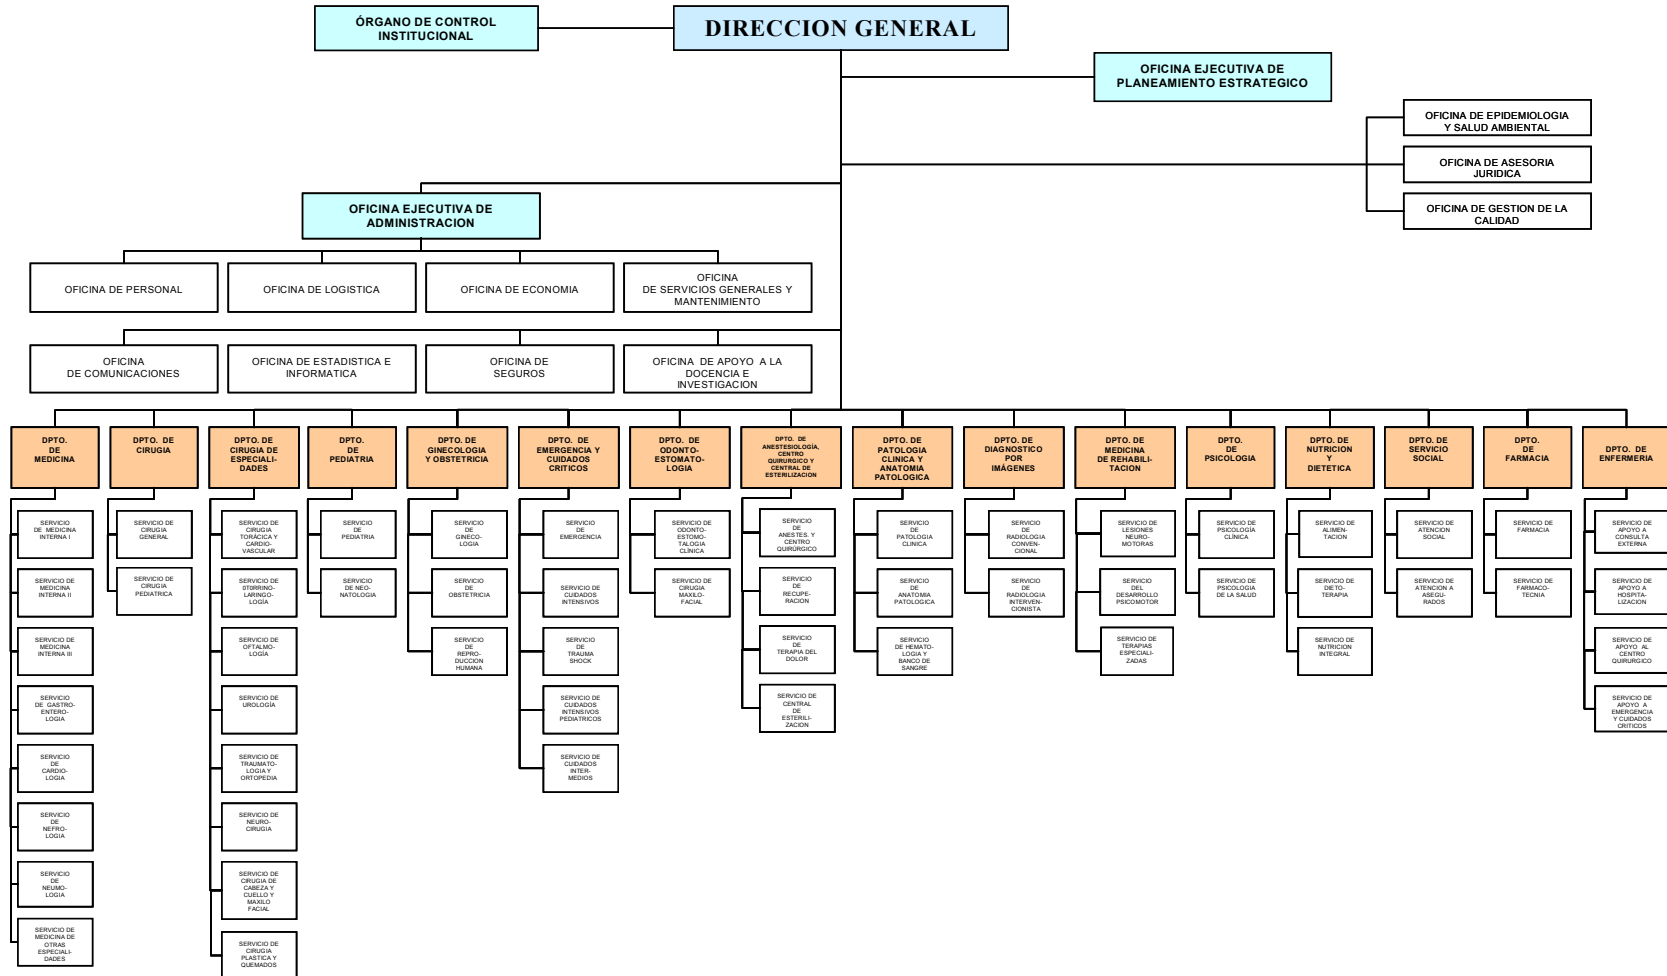 ÓRGANO DE CONTROL
INSTITUCIONAL
DIRECCION GENERAL
OFICINA EJECUTIVA DE
PLANEAMIENTO ESTRATEGICO
OFICINA DE EPIDEMIOLOGIA
Y SALUD AMBIENTAL
OFICINA DE ASESORIA
JURIDICA
OFICINA DE GESTION DE LA
CALIDAD
OFICINA EJECUTIVA DE
ADMINISTRACION
OFICINA DE PERSONAL
OFICINA DE LOGISTICA
OFICINA DE ECONOMIA
OFICINA
DE SERVICIOS GENERALES Y
MANTENIMIENTO
OFICINA
DE COMUNICACIONES
OFICINA DE ESTADISTICA E
INFORMATICA
OFICINA DE
SEGUROS
OFICINA DE APOYO A LA
DOCENCIA E
INVESTIGACION
DPTO.
DE
MEDICINA
DPTO. DE
CIRUGIA
DPTO. DE
CIRUGIA DE
ESPECIALI-
DADES
DPTO.
DE
PEDIATRIA
DPTO. DE
GINECOLOGIA
Y OBSTETRICIA
DPTO. DE
EMERGENCIA Y
CUIDADOS
CRITICOS
DPTO. DE
ODONTO-
ESTOMATO-
LOGIA
DPTO. DE
ANESTESIOLOGÍA,
CENTRO
QUIRURGICO Y
CENTRAL DE
ESTERILIZACION
DPTO. DE
PATOLOGIA
CLINICA Y
ANATOMIA
PATOLOGICA
DPTO. DE
DIAGNOSTICO
POR
IMÁGENES
DPTO. DE
MEDICINA
DE REHABILI-
TACION
DPTO.
DE
PSICOLOGIA
DPTO. DE
NUTRICION
Y
DIETETICA
DPTO. DE
SERVICIO
SOCIAL
DPTO.
DE
FARMACIA
DPTO. DE
ENFERMERIA
SERVICIO
DE MEDICINA
INTERNA I
SERVICIO DE
MEDICINA
INTERNA II
SERVICIO DE
MEDICINA
INTERNA III
SERVICIO
DE GASTRO-
ENTERO-
LOGIA
SERVICIO
DE
CARDIO-
LOGIA
SERVICIO
DE
NEFRO-
LOGIA
SERVICIO
DE
NEUMO-
LOGIA
SERVICIO DE
MEDICINA DE
OTRAS
ESPECIALI-
DADES
SERVICIO DE
CIRUGIA
GENERAL
SERVICIO DE
CIRUGIA
PEDIATRICA
SERVICIO DE
CIRUGIA
TORÁCICA Y
CARDIO-
VASCULAR
SERVICIO DE
0T0RRINO-
LARINGO-
LOGÍA
SERVICIO DE
OFTALMO-
LOGÍA
SERVICIO DE
UROLOGÍA
SERVICIO DE
TRAUMATO-
LOGIA Y
ORTOPEDIA
SERVICIO DE
NEURO-
CIRUGIA
SERVICIO DE
CIRUGIA DE
CABEZA Y
CUELLO Y
MAXILO
FACIAL
SERVICIO DE
CIRUGIA
PLASTICA Y
QUEMADOS
SERVICIO
DE
PEDIATRIA
SERVICIO
DE NEO-
NATOLOGIA
SERVICIO
DE
GINECO-
LOGIA
SERVICIO
DE
OBSTETRICIA
SERVICIO
DE
REPRO-
DUCCION
HUMANA
SERVICIO
DE
EMERGENCIA
SERVICIO DE
CUIDADOS
INTENSIVOS
SERVICIO
DE
TRAUMA
SHOCK
SERVICIO DE
CUIDADOS
INTENSIVOS
PEDIATRICOS
SERVICIO DE
CUIDADOS
INTER-
MEDIOS
SERVICIO DE
ODONTO-
ESTOMO-
TALOGIA
CLÍNICA
SERVICIO DE
CIRUGIA
MAXILO-
FACIAL
SERVICIO
DE
ANESTES. Y
CENTRO
QUIRÚRGICO
SERVICIO
DE
RECUPE-
RACION
SERVICIO
DE
TERAPIA DEL
DOLOR
SERVICIO DE
CENTRAL
DE
ESTERILI-
ZACION
SERVICIO
DE
PATOLOGIA
CLINICA
SERVICIO
DE
ANATOMIA
PATOLOGICA
SERVICIO
DE HEMATO-
LOGIA Y
BANCO DE
SANGRE
SERVICIO
DE
RADIOLOGIA
CONVEN-
CIONAL
SERVICIO
DE
RADIOLOGIA
INTERVEN-
CIONISTA
SERVICIO DE
LESIONES
NEURO-
MOTORAS
SERVICIO
DEL
DESARROLLO
PSICOMOTOR
SERVICIO DE
TERAPIAS
ESPECIALI-
ZADAS
SERVICIO DE
PSICOLOGÍA
CLÍNICA
SERVICIO DE
PSICOLOGIA
DE LA SALUD
SERVICIO DE
ALIMEN-
TACION
SERVICIO DE
DIETO-
TERAPIA
SERVICIO DE
NUTRICION
INTEGRAL
SERVICIO DE
ATENCION
SOCIAL
SERVICIO DE
ATENCION A
ASEGU-
RADOS
SERVICIO DE
FARMACIA
SERVICIO DE
FARMACO-
TECNIA
SERVICIO DE
APOYO A
CONSULTA
EXTERNA
SERVICIO DE
APOYO A
HOSPITA-
LIZACION
SERVICIO DE
APOYO AL
CENTRO
QUIRURGICO
SERVICIO DE
APOYO A
EMERGENCIA
Y CUIDADOS
CRITICOS